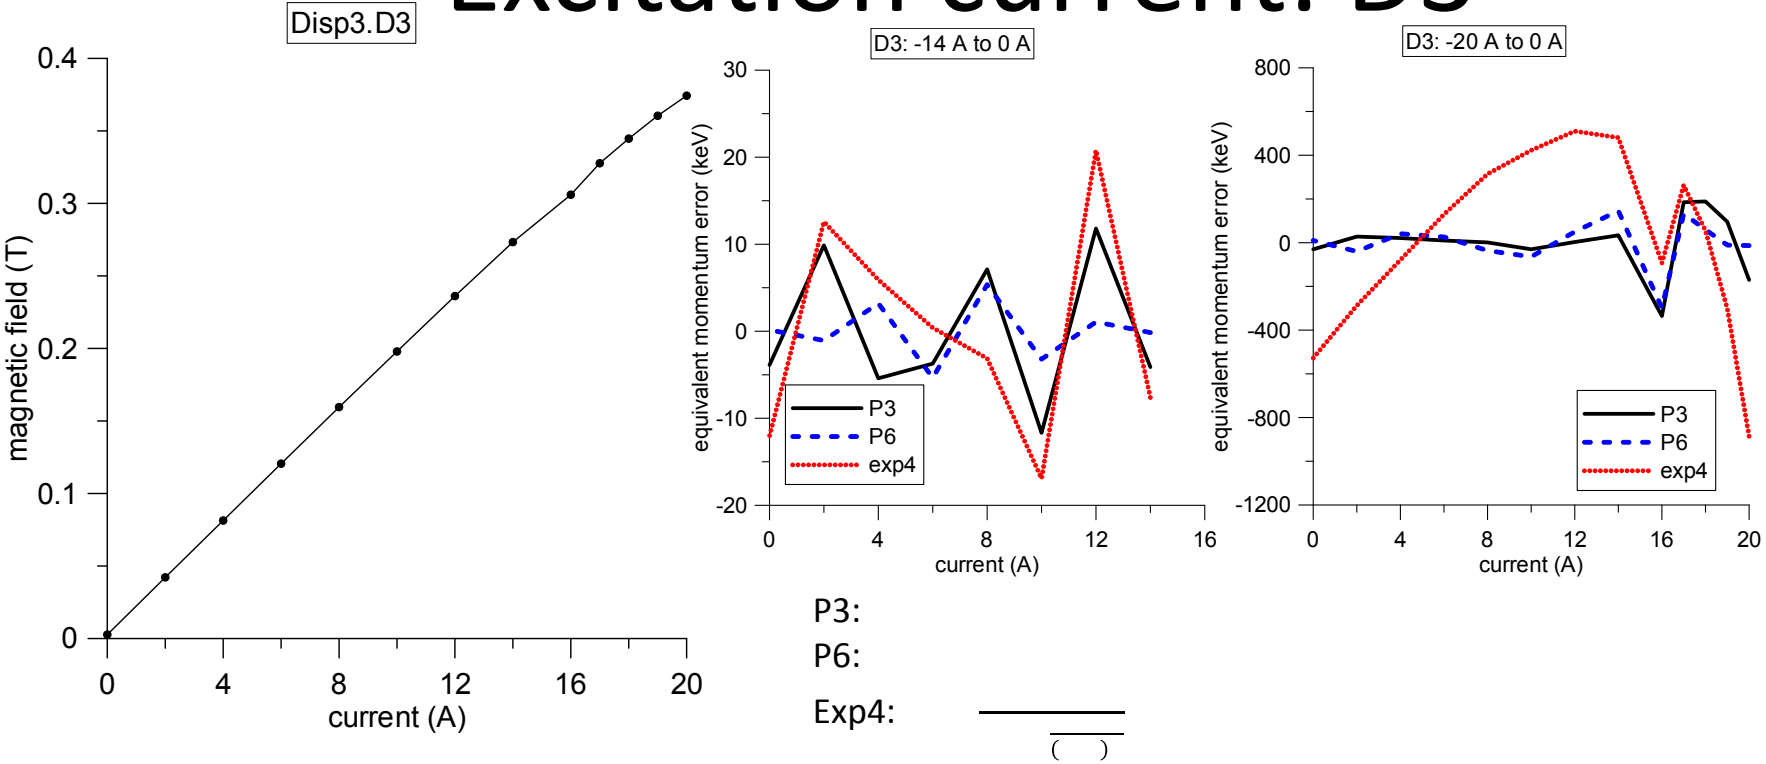 Excitation current: D3
Disp3.D3
magnetic field (T)
0.4
0.3
0.2
0.1
0
0 4 8 12 16 20
current (A)
D3: -14 A to 0 A
equivalent momentum error (keV)
30
20
10
0
-10
-20
P3
P6
exp4
0 4 8 12 16
current (A)
D3: -20 A to 0 A
equivalent momentum error (keV)
800
400
0
-400
-800
-1200
P3
P6
exp4
0 4 8 12 16 20
current (A)
P3:
P6:
Exp4:
( )